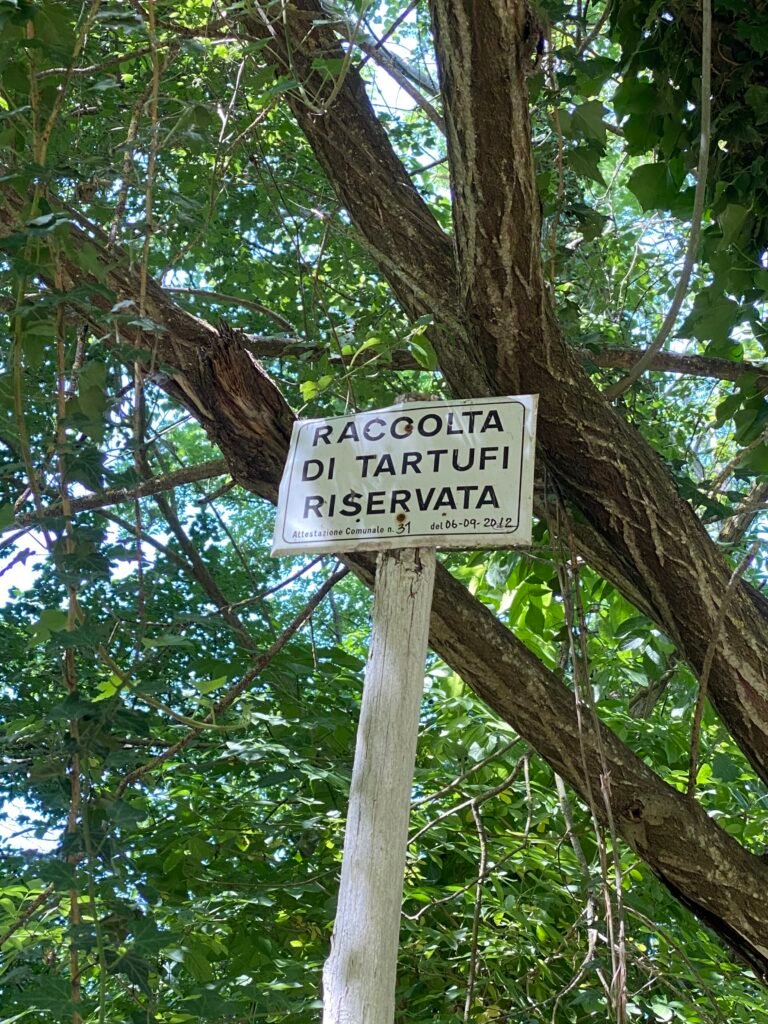 RACCOLTA
DI TARTUFI
RISERVATA
Attestazione Comunale n. 31 del 06-09-2012